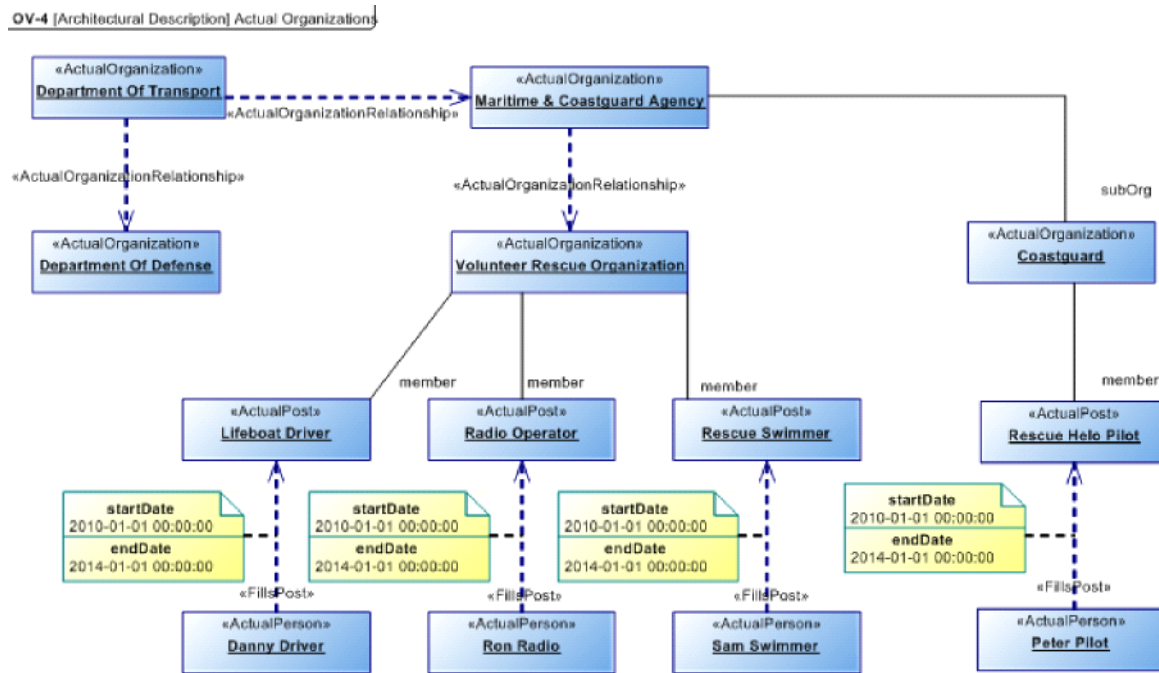 OV-4 [Architectural Description] Actual Organizations
«ActualOrganization»
Department Of Transport
«ActualOrganization»
Maritime & Coastguard Agency
«ActualOrganizationRelationship»
«ActualOrganizationRelationship»
«ActualOrganizationRelationship»
subOrg
«ActualOrganization»
Department Of Defense
«ActualOrganization»
Volunteer Rescue Organization
«ActualOrganization»
Coastguard
member
member
member
member
«ActualPost»
Lifeboat Driver
«ActualPost»
Radio Operator
«ActualPost»
Rescue Swimmer
«ActualPost»
Rescue Helo Pilot
startDate
2010-01-01 00:00:00
endDate
2014-01-01 00:00:00
startDate
2010-01-01 00:00:00
endDate
2014-01-01 00:00:00
startDate
2010-01-01 00:00:00
endDate
2014-01-01 00:00:00
startDate
2010-01-01 00:00:00
endDate
2014-01-01 00:00:00
«FillsPost»
«FillsPost»
«FillsPost»
«FillsPost»
«ActualPerson»
Danny Driver
«ActualPerson»
Ron Radio
«ActualPerson»
Sam Swimmer
«ActualPerson»
Peter Pilot